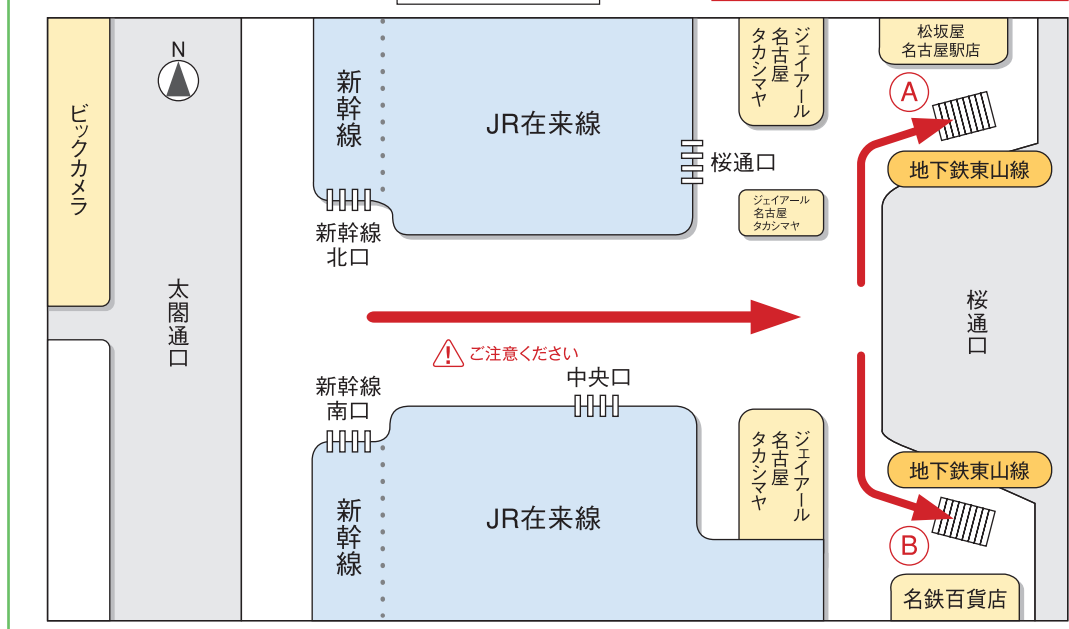 N
ビックカメラ
太閤通口
新幹線
JR在来線
新幹線
北口
桜通口
ジェイアール
名古屋
タカシマヤ
ジェイアール
名古屋
タカシマヤ
松坂屋
名古屋駅店
A
地下鉄東山線
桜通口
ご注意ください
新幹線
南口
中央口
新幹線
JR在来線
ジェイアール
名古屋
タカシマヤ
地下鉄東山線
B
名鉄百貨店